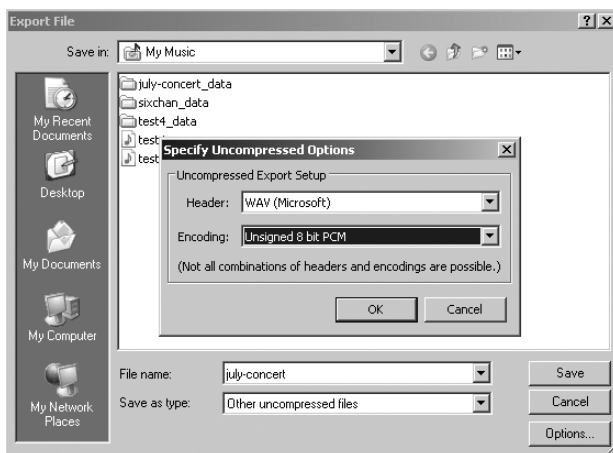 Export File
Save in: My Music
july-concert_data
sixchan_data
test4_data
test
test
My Recent
Documents
Desktop
My Documents
My Computer
My Network
Places
Specify Uncompressed Options
Uncompressed Export Setup
Header: WAV (Microsoft)
Encoding: Unsigned 8 bit PCM
(Not all combinations of headers and encodings are possible.)
OK Cancel
File name: july-concert Save
Save as type: Other uncompressed files Cancel
Options...